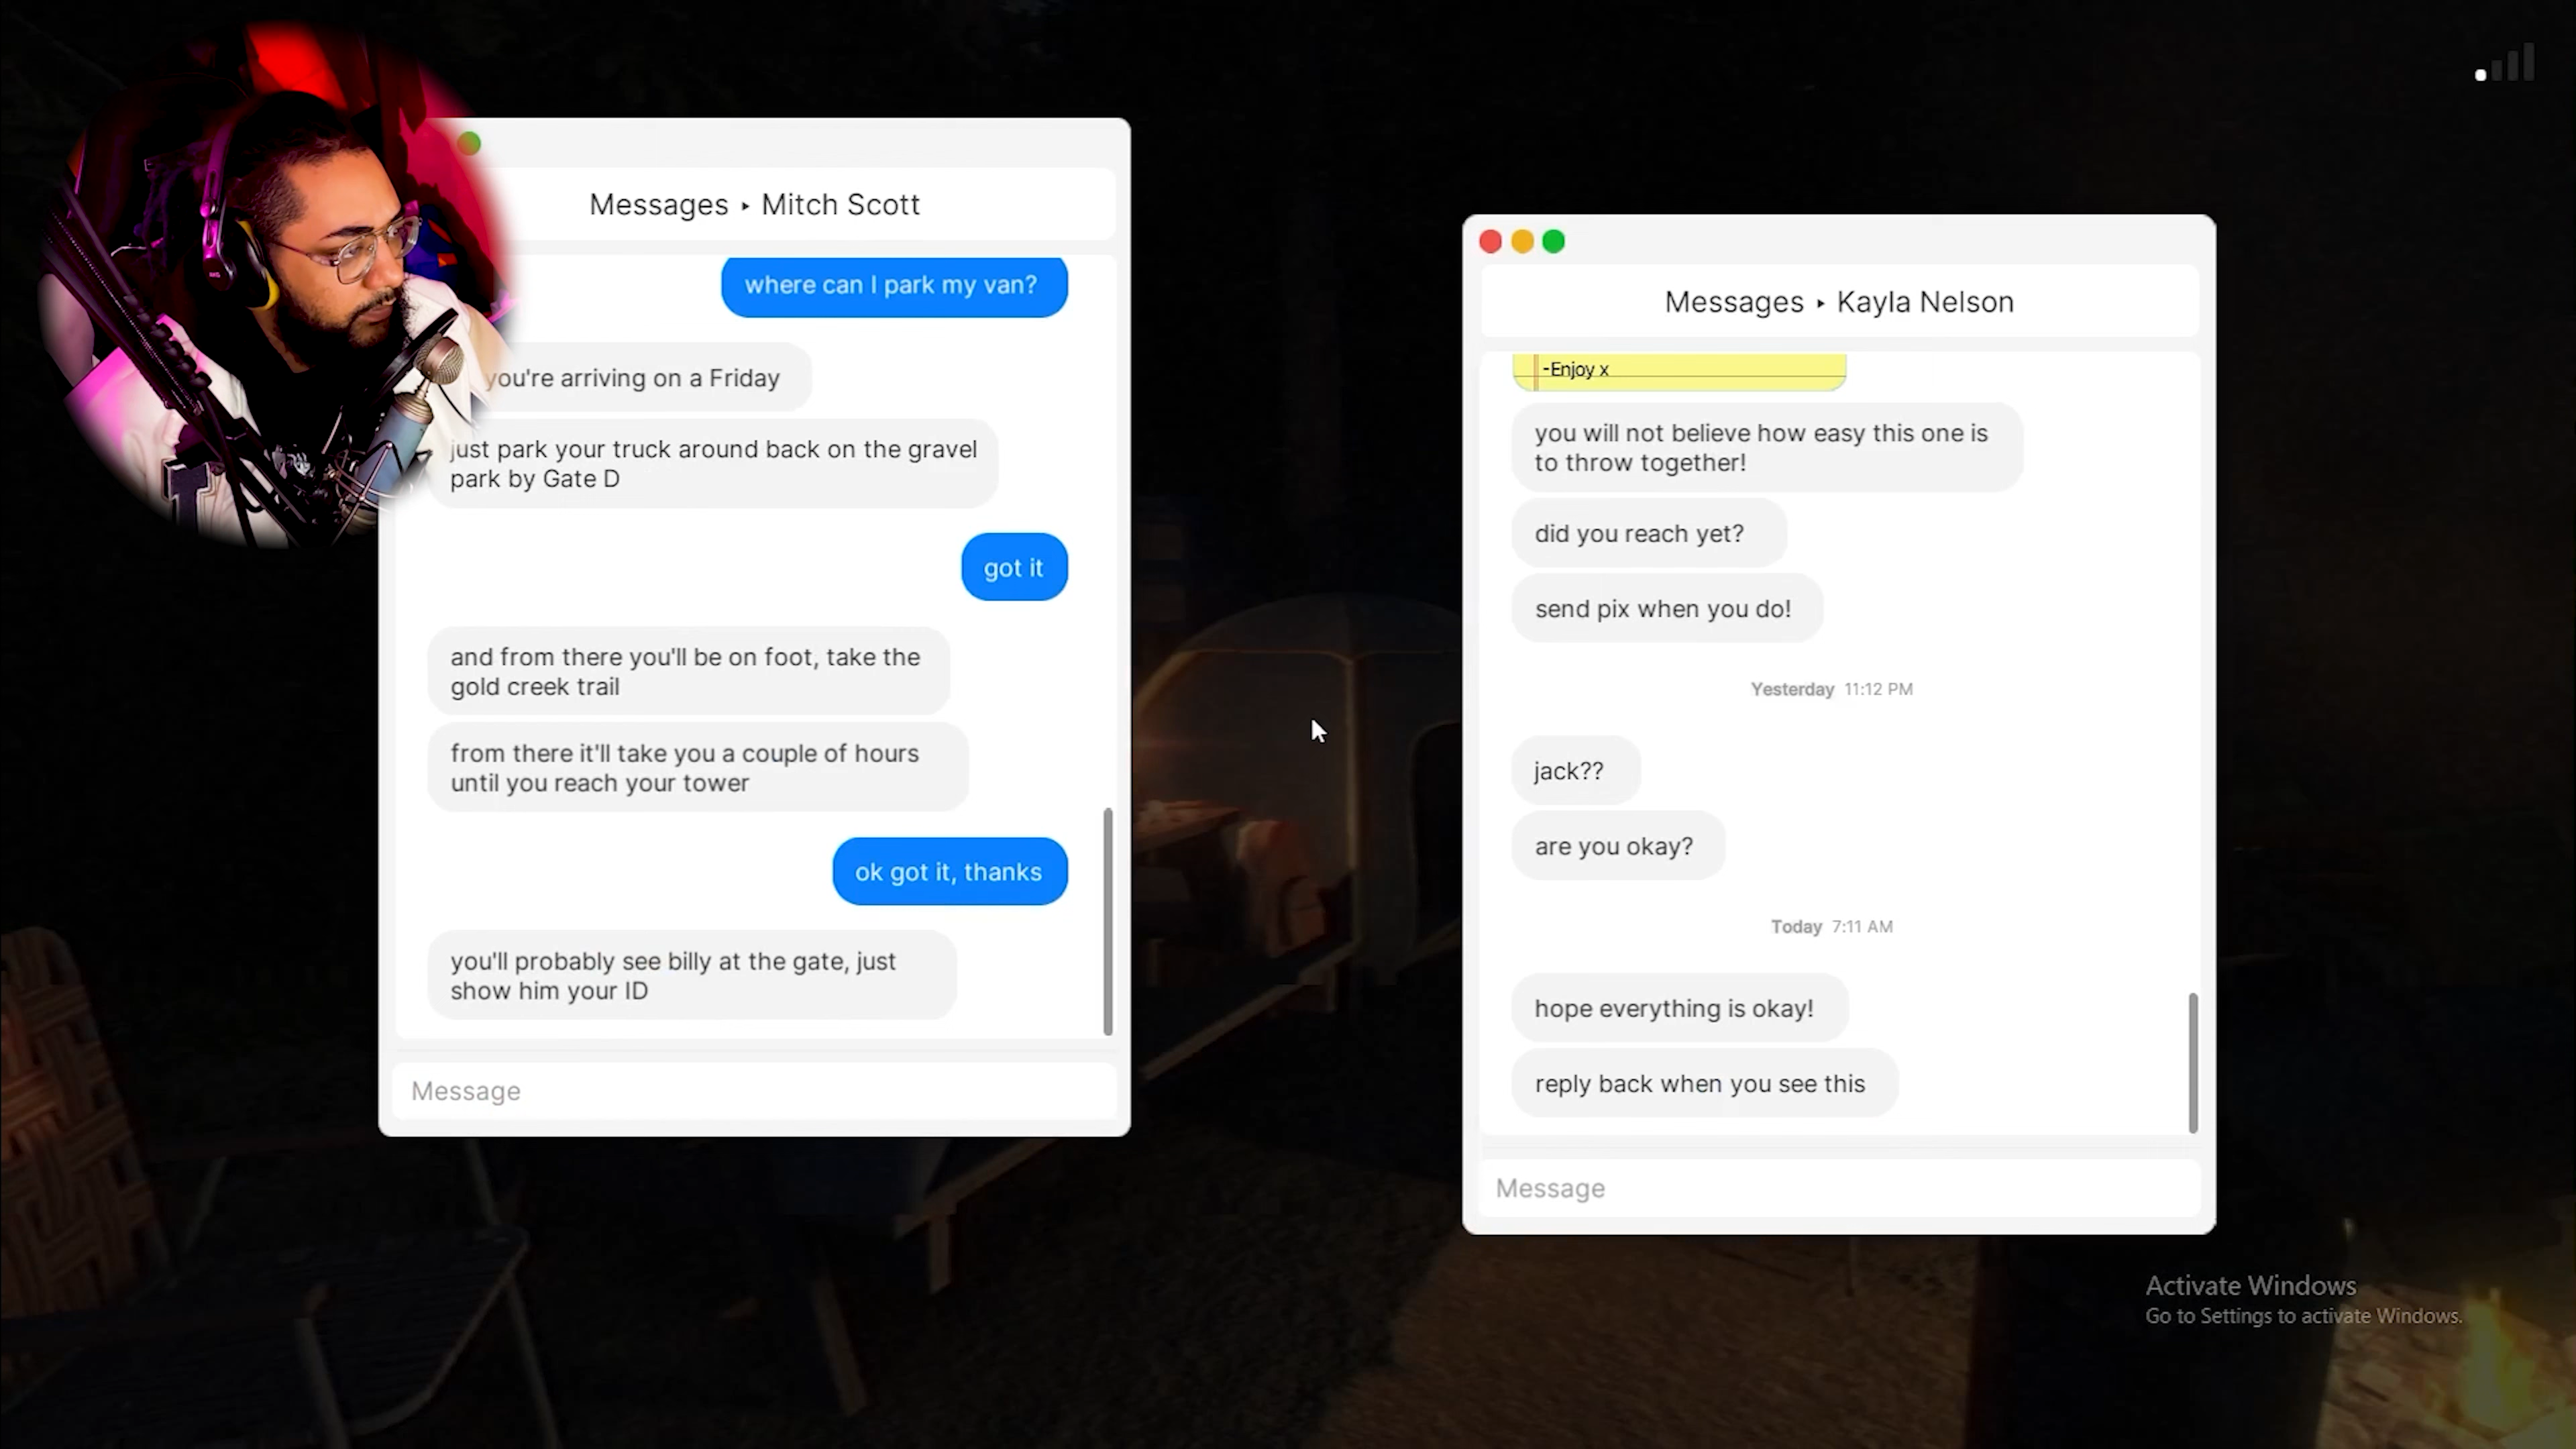 Messages ▸ Mitch Scott
where can I park my van?
you're arriving on a Friday
just park your truck around back on the gravel
park by Gate D
got it
and from there you'll be on foot, take the
gold creek trail
from there it'll take you a couple of hours
until you reach your tower
ok got it, thanks
you'll probably see billy at the gate, just
show him your ID
Message
Messages ▸ Kayla Nelson
-Enjoy x
you will not believe how easy this one is
to throw together!
did you reach yet?
send pix when you do!
Yesterday 11:12 PM
jack??
are you okay?
Today 7:11 AM
hope everything is okay!
reply back when you see this
Message
Activate Windows
Go to Settings to activate Windows.